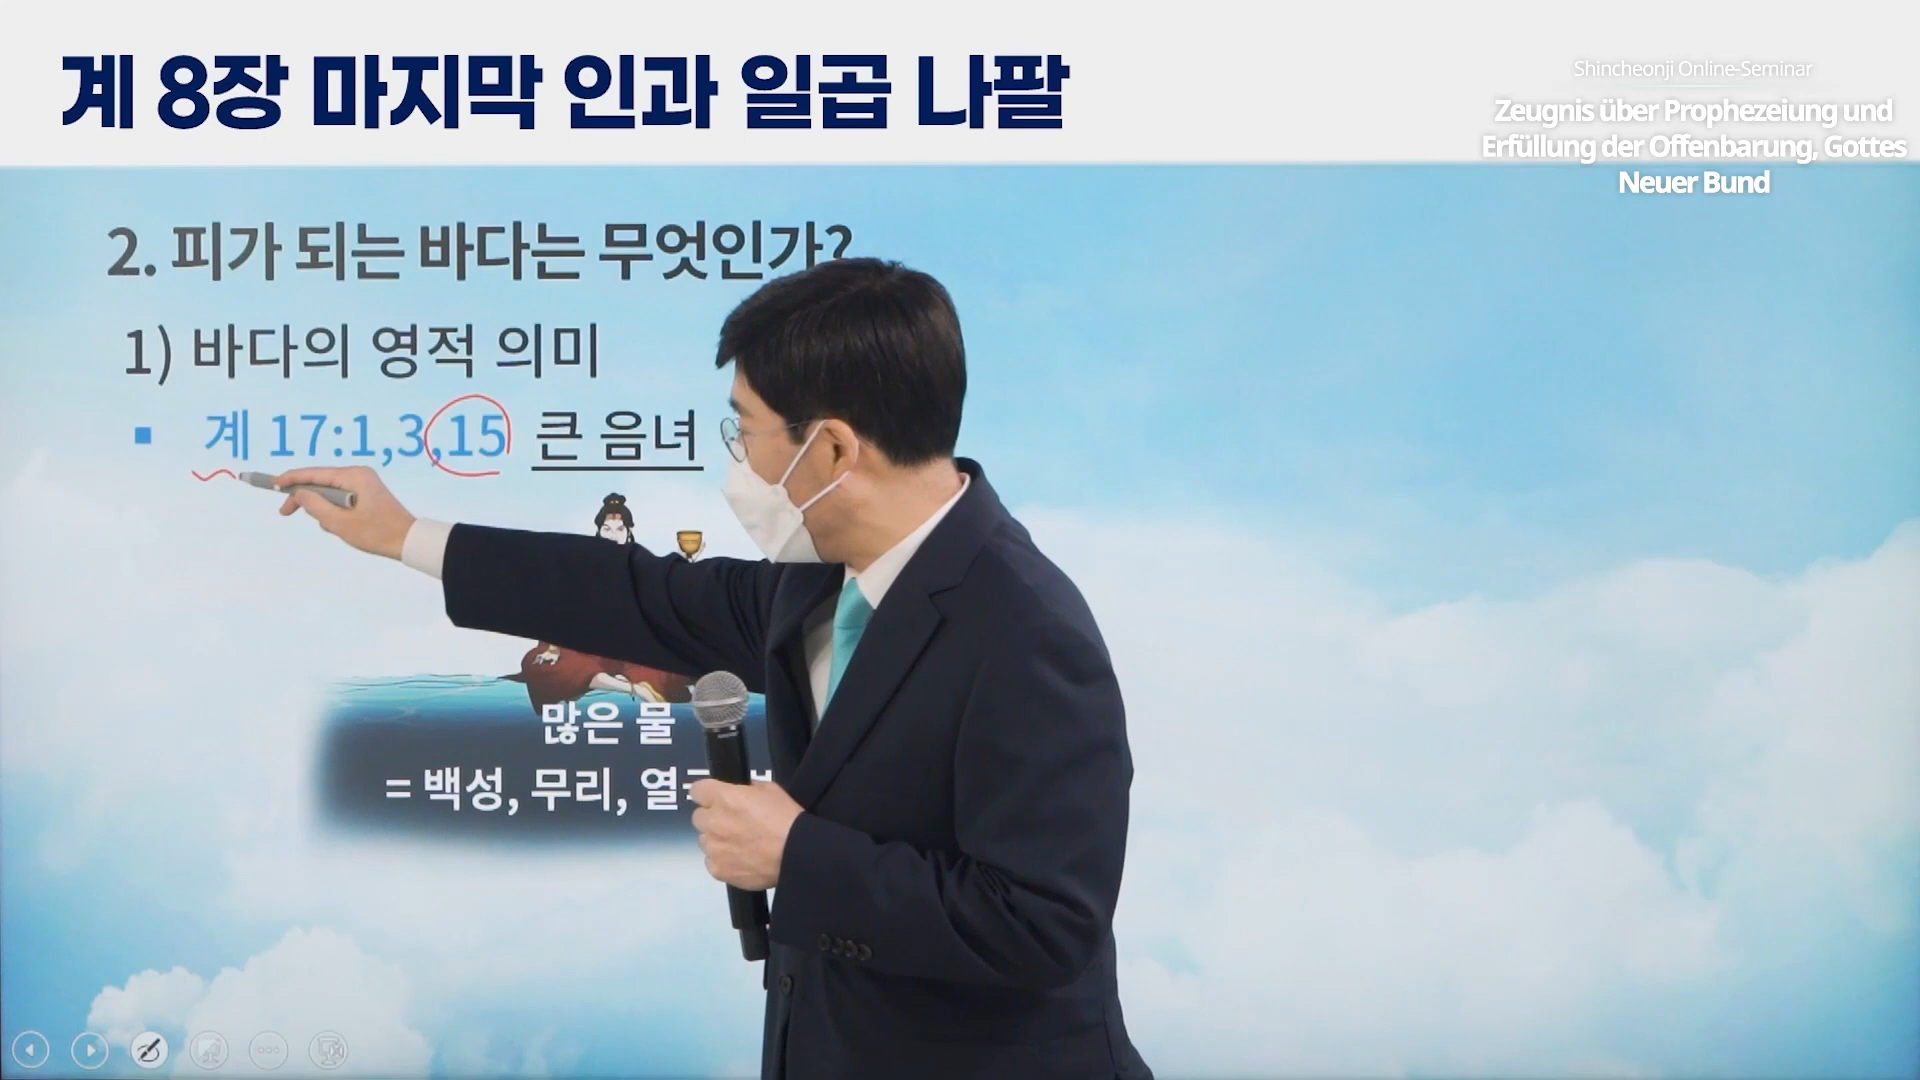 계 8장 마지막 인과 일곱 나팔
Shincheonji Online-Seminar
Zeugnis über Prophezeiung und
Erfüllung der Offenbarung, Gottes
Neuer Bund
2. 피가 되는 바다는 무엇인가?
1) 바다의 영적 의미
▪ 계 17:1,3,15 큰 음녀
많은 물
= 백성, 무리,